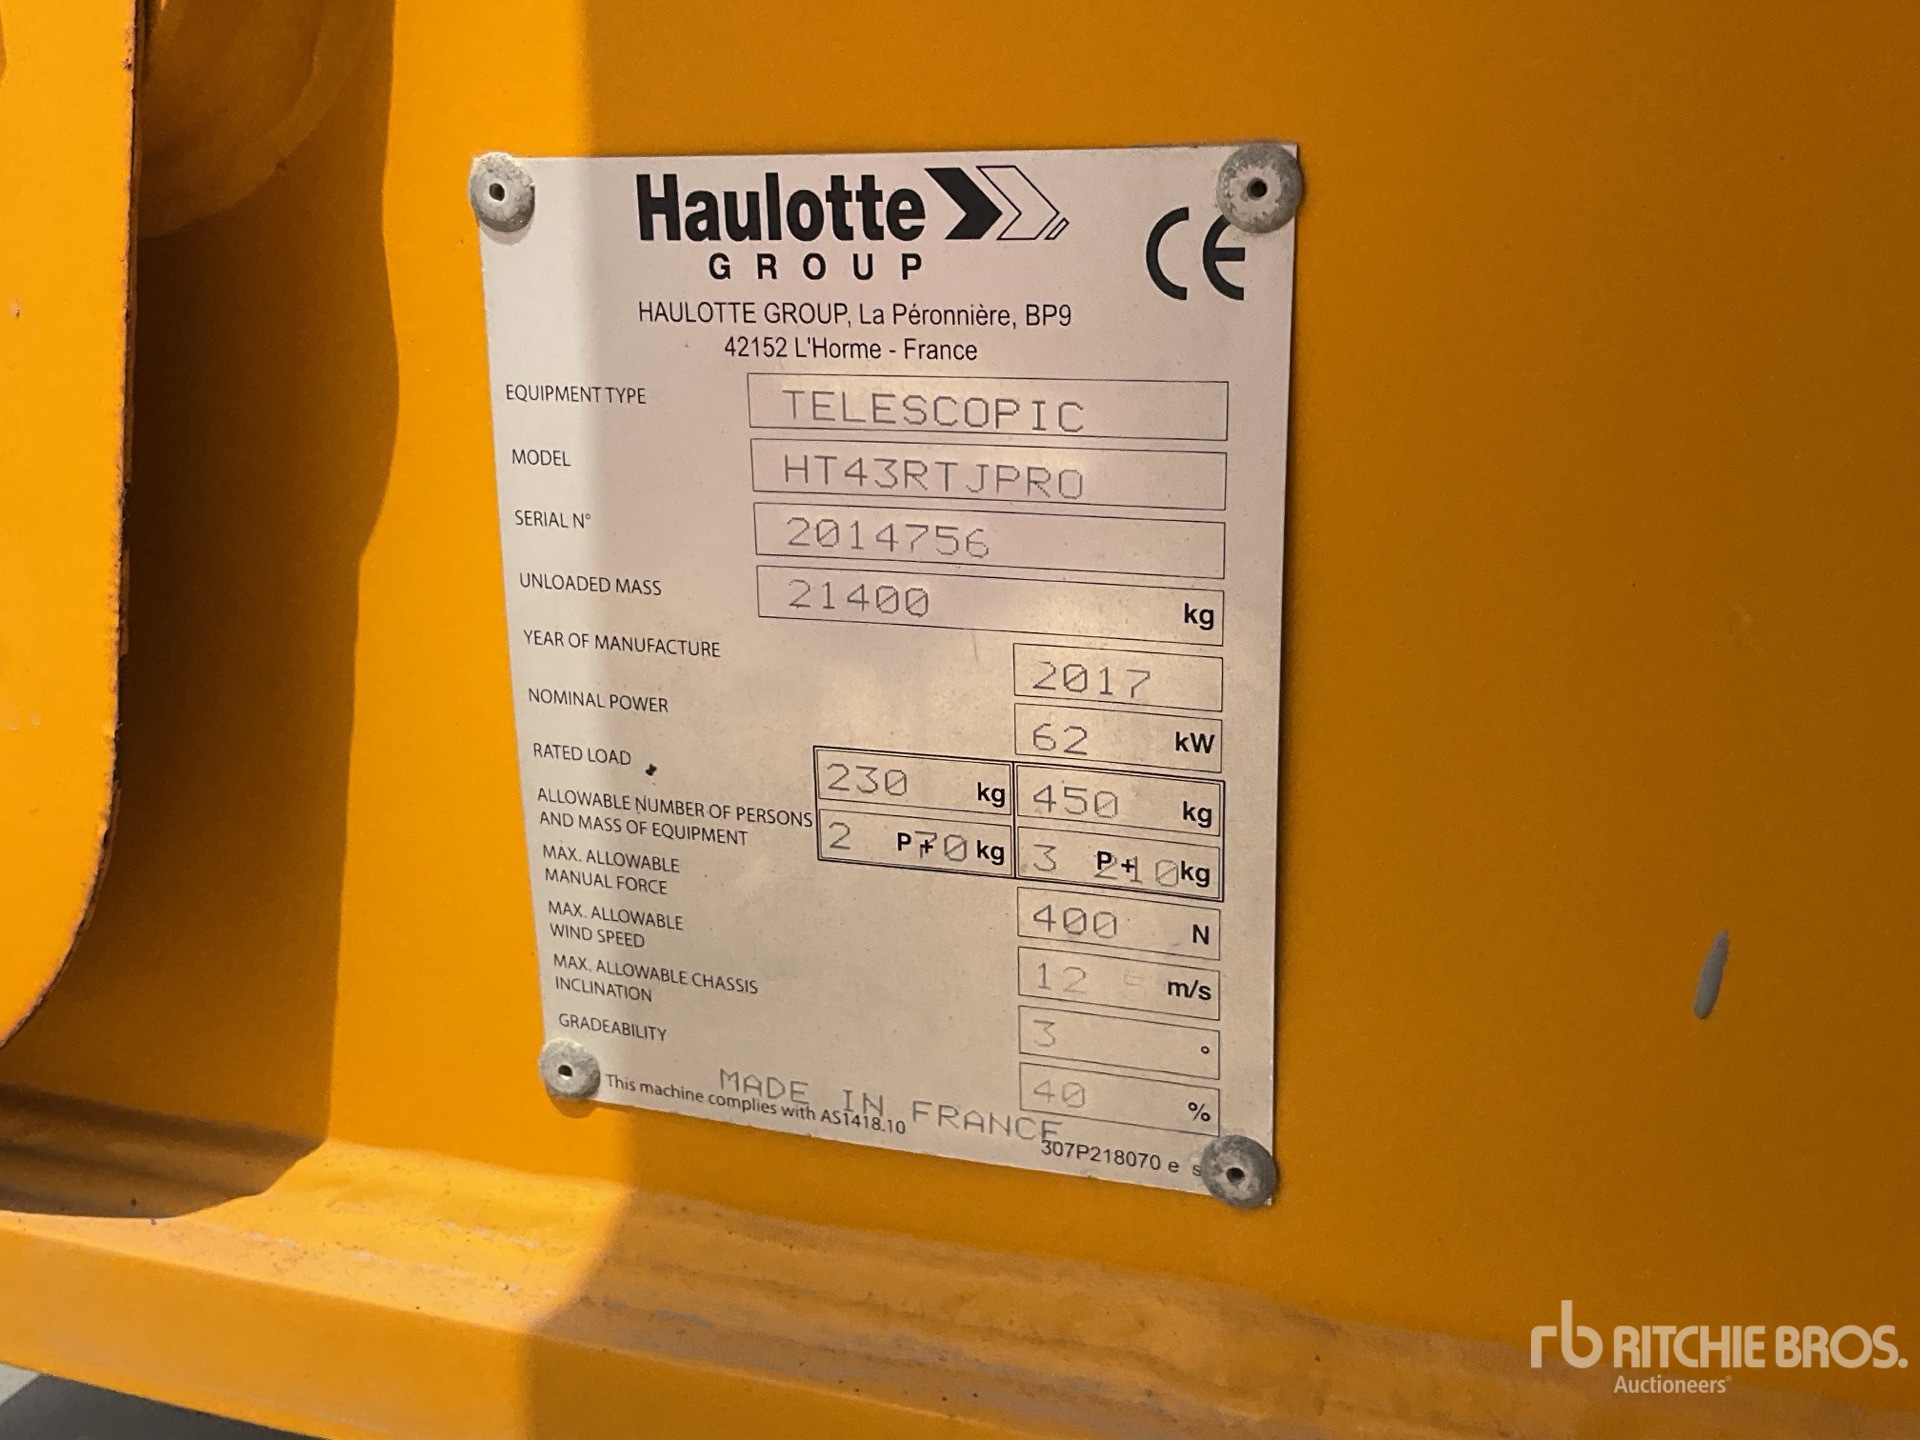 Haulotte
GROUP
CE
HAULOTTE GROUP, La Péronnière, BP9
42152 L'Horme - France
EQUIPMENT TYPE TELESCOPIC
MODEL HT43RTJPRO
SERIAL N° 2014756
UNLOADED MASS 21400 kg
YEAR OF MANUFACTURE 2017
NOMINAL POWER 62 kW
RATED LOAD 230 kg 450 kg
ALLOWABLE NUMBER OF PERSONS
AND MASS OF EQUIPMENT 2 P+ 70 kg 3 P+ 210 kg
MAX. ALLOWABLE
MANUAL FORCE 400 N
MAX. ALLOWABLE
WIND SPEED 12 5 m/s
MAX. ALLOWABLE CHASSIS
INCLINATION 3 °
GRADEABILITY 40 %
MADE IN FRANCE
This machine complies with AS1418.10
307P218070 e
rb RITCHIE BROS.
Auctioneers